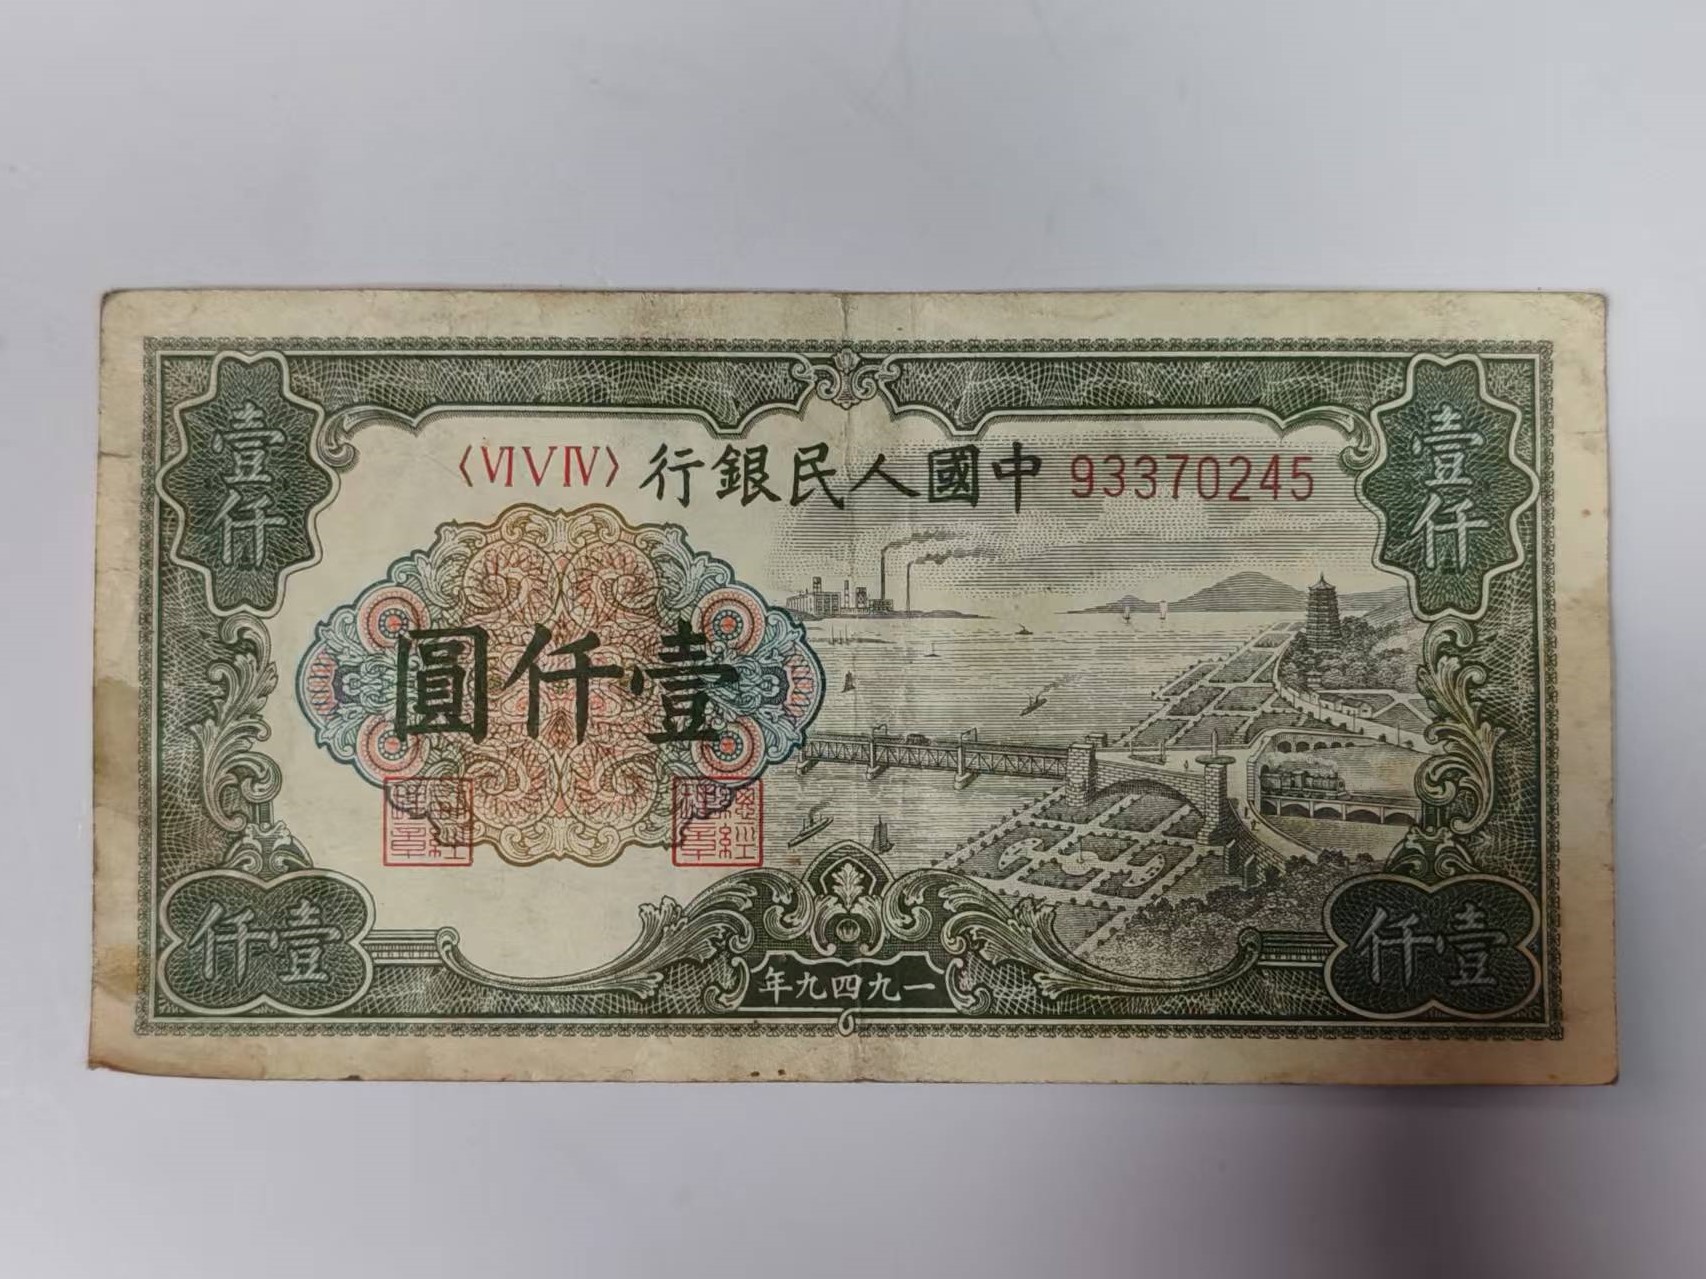 壹仟
壹仟
〈VI V IV〉
中國人民銀行
93370245
壹仟圓
壹仟
一九四九年
壹仟